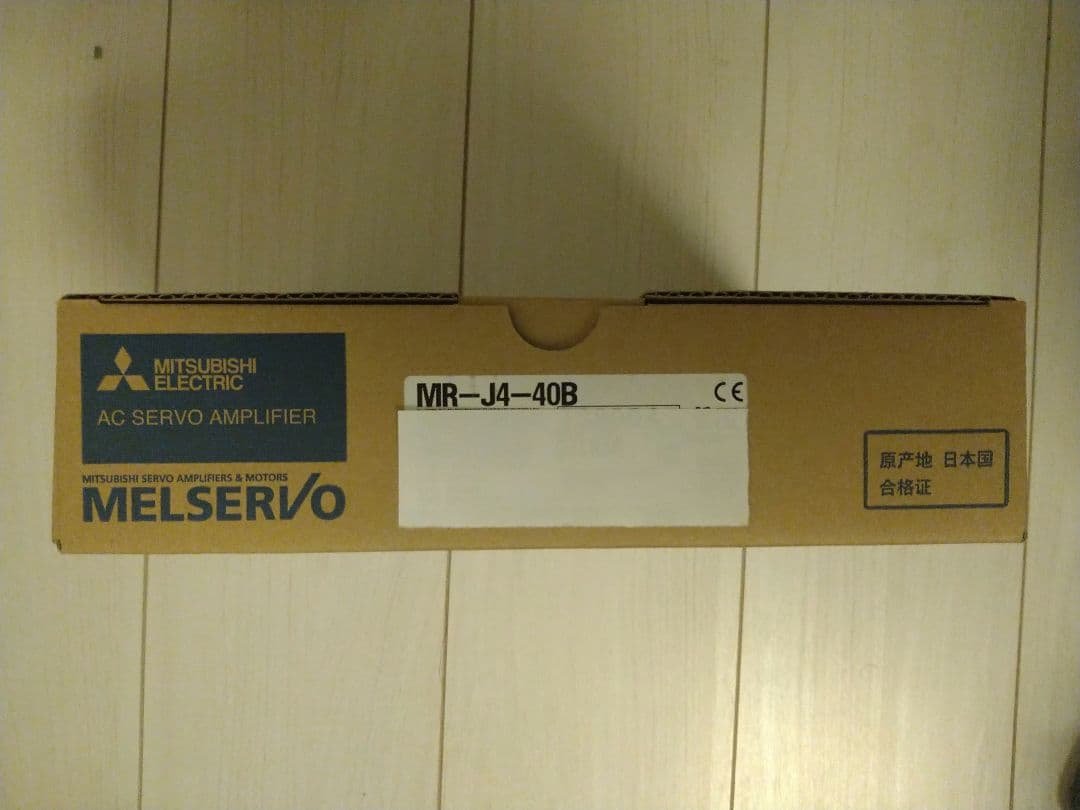 MITSUBISHI
ELECTRIC
AC SERVO AMPLIFIER
MITSUBISHI SERVO AMPLIFIERS & MOTORS
MELSERVO
MR-J4-40B
CE
原产地 日本国
合格证